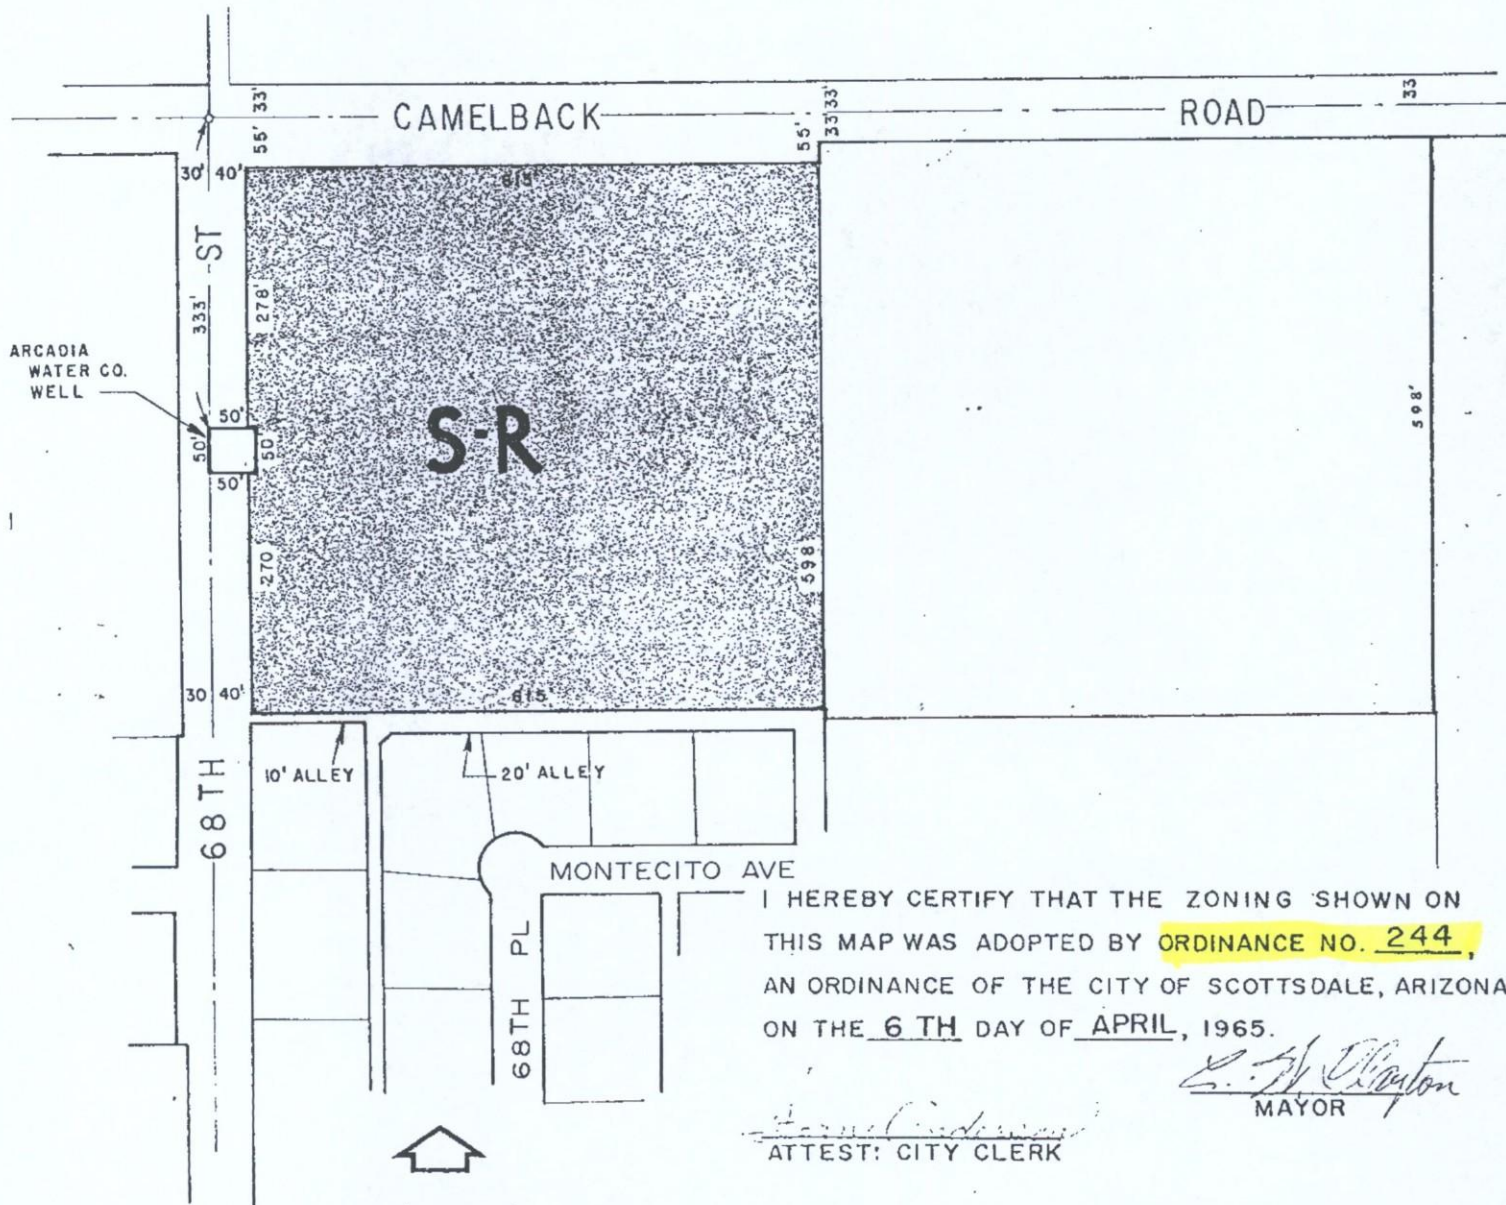 CAMELBACK ROAD
33' 55' 55' 33' 33' 33
30' 40' 615'
ST
333' 278'
ARCADIA
WATER CO.
WELL
50' 50' 50' 50'
S-R
598'
270 598'
30 40' 615'
68 TH
10' ALLEY
20' ALLEY
MONTECITO AVE
68TH PL
I HEREBY CERTIFY THAT THE ZONING SHOWN ON
THIS MAP WAS ADOPTED BY ORDINANCE NO. 244,
AN ORDINANCE OF THE CITY OF SCOTTSDALE, ARIZONA
ON THE 6 TH DAY OF APRIL, 1965.
MAYOR
ATTEST: CITY CLERK